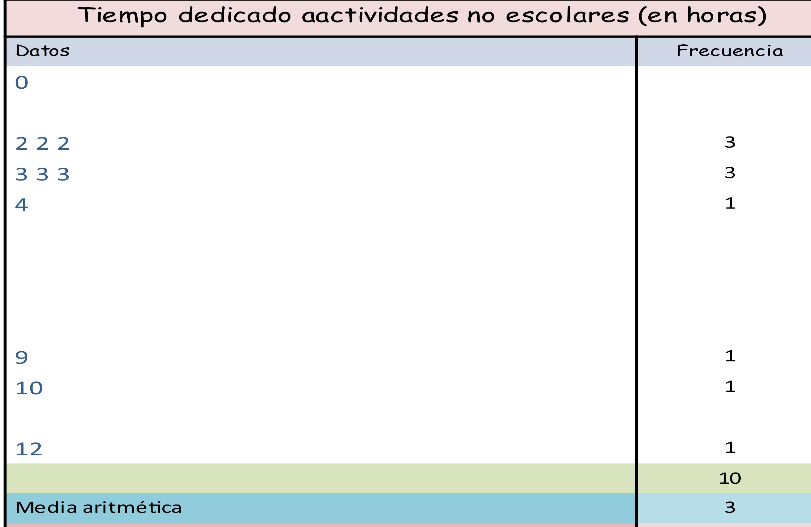 Tiempo dedicado aactividades no escolares (en horas)
Datos Frecuencia
0
2 2 2 3
3 3 3 3
4 1
9 1
10 1
12 1
10
Media aritmética 3